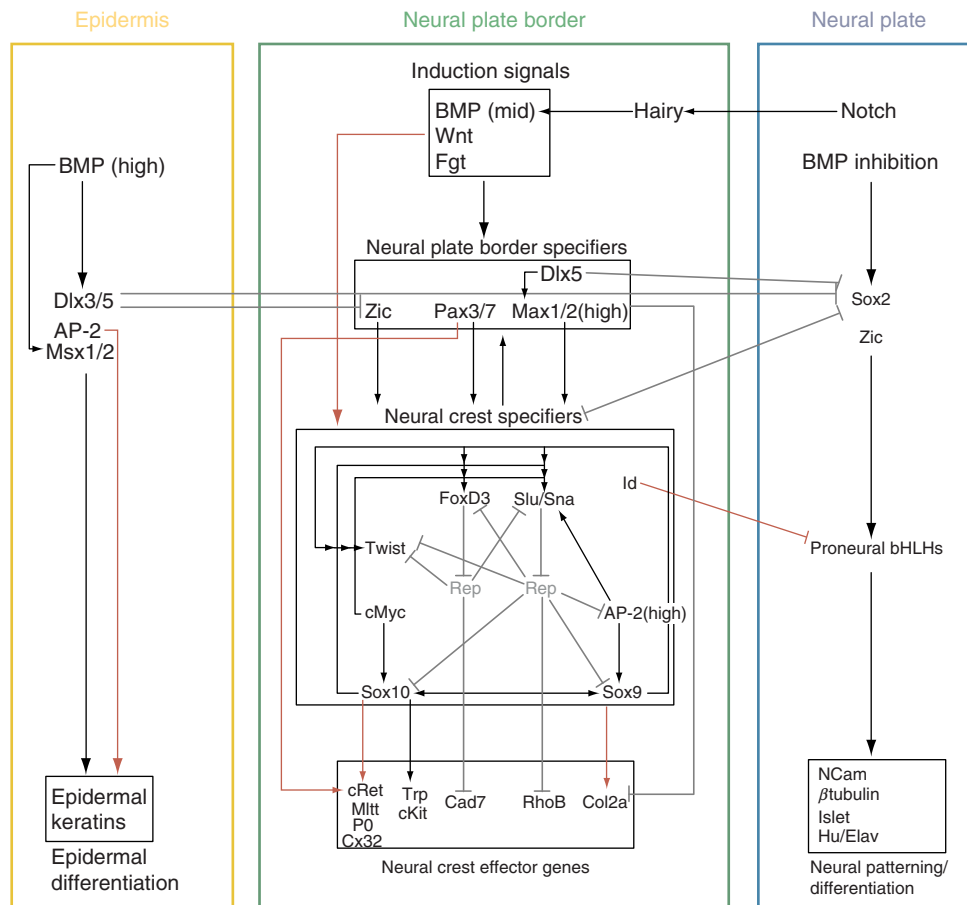 Epidermis
Neural plate border
Neural plate
Induction signals
BMP (mid)
Wnt
Fgt
Hairy
Notch
BMP (high)
BMP inhibition
Neural plate border specifiers
Dlx5
Dlx3/5
Zic
Pax3/7
Max1/2(high)
Sox2
AP-2
Msx1/2
Zic
Neural crest specifiers
FoxD3
Slu/Sna
Id
Twist
Proneural bHLHs
Rep
Rep
cMyc
AP-2(high)
Sox10
Sox9
Epidermal
keratins
Epidermal
differentiation
cRet
Mltt
P0
Cx32
Trp
cKit
Cad7
RhoB
Col2a
Neural crest effector genes
NCam
βtubulin
Islet
Hu/Elav
Neural patterning/
differentiation